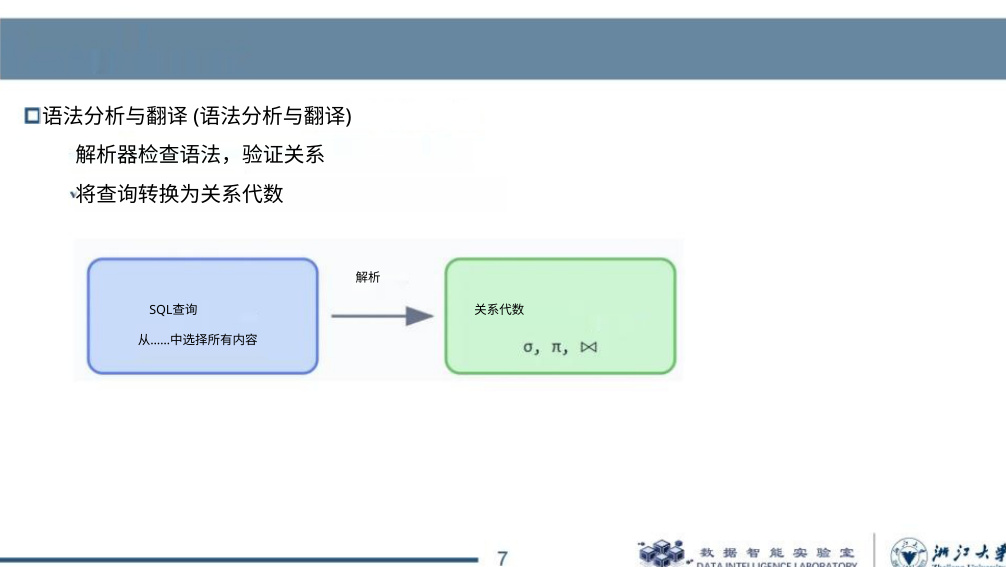 语法分析与翻译 (语法分析与翻译)
解析器检查语法，验证关系
将查询转换为关系代数
解析
SQL查询
从......中选择所有内容
关系代数
σ, π, ⋈
7
数据智能实验室
DATA INTELLIGENCE LABORATORY
浙江大学